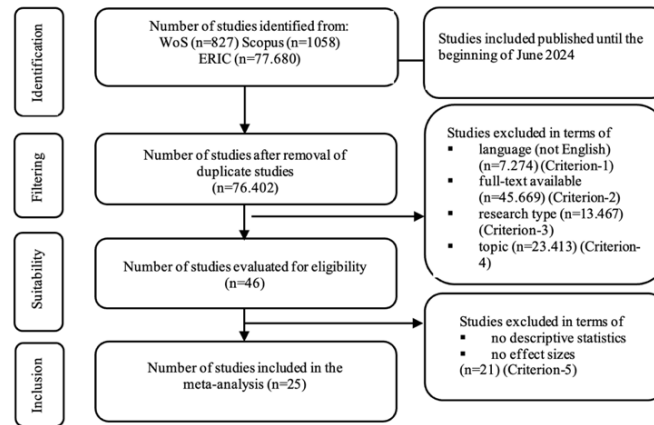 Identification
Number of studies identified from:
WoS (n=827) Scopus (n=1058)
ERIC (n=77.680)
Studies included published until the
beginning of June 2024
Filtering
Number of studies after removal of
duplicate studies
(n=76.402)
Studies excluded in terms of
▪ language (not English)
(n=7.274) (Criterion-1)
▪ full-text available
(n=45.669) (Criterion-2)
▪ research type (n=13.467)
(Criterion-3)
▪ topic (n=23.413) (Criterion-
4)
Suitability
Number of studies evaluated for eligibility
(n=46)
Studies excluded in terms of
▪ no descriptive statistics
▪ no effect sizes
(n=21) (Criterion-5)
Inclusion
Number of studies included in the
meta-analysis (n=25)